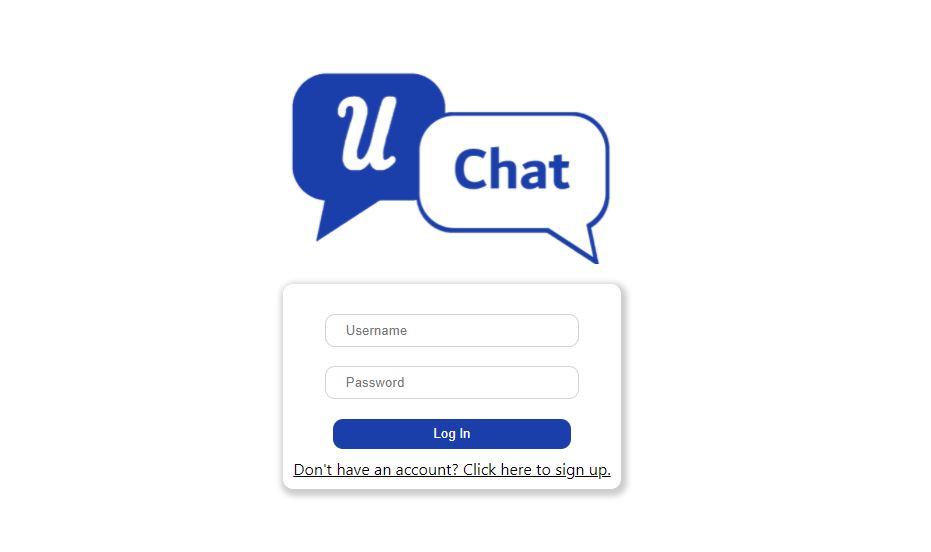 U
Chat
Username
Password
Log In
Don't have an account? Click here to sign up.